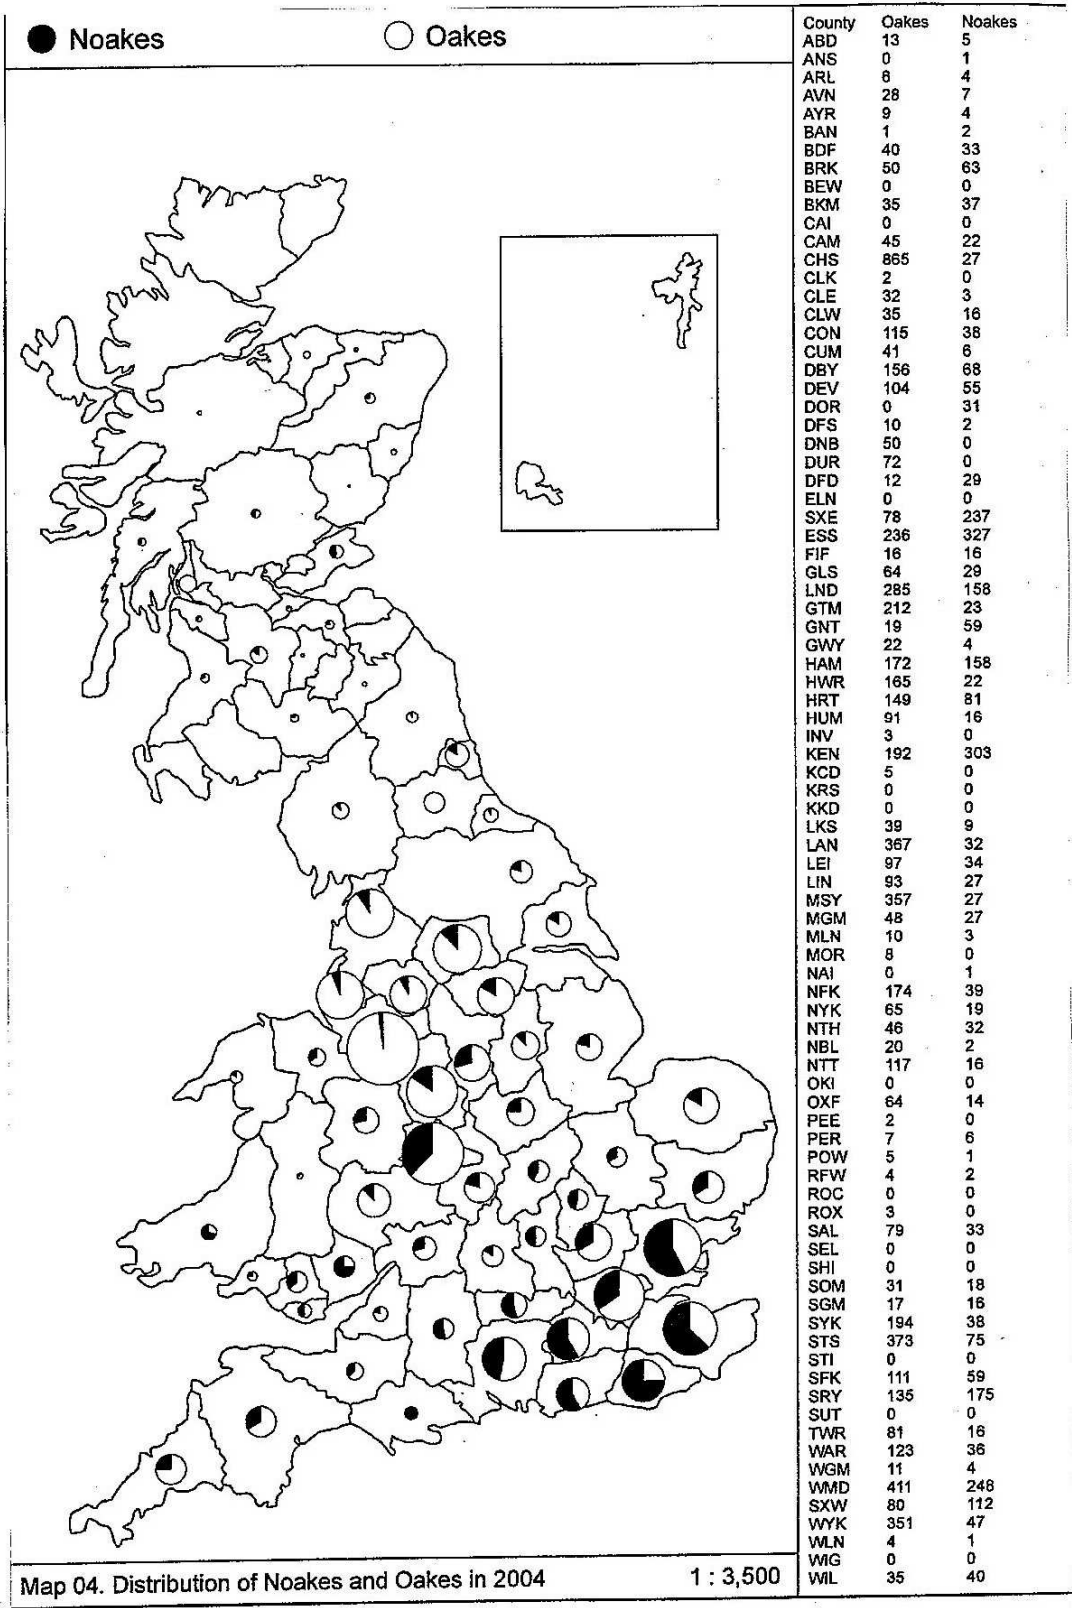 Noakes Oakes
County Oakes Noakes
ABD 13 5
ANS 0 1
ARL 6 4
AVN 28 7
AYR 9 4
BAN 1 2
BDF 40 33
BRK 50 63
BEW 0 0
BKM 35 37
CAI 0 0
CAM 45 22
CHS 865 27
CLK 2 0
CLE 32 3
CLW 35 16
CON 115 38
CUM 41 6
DBY 156 68
DEV 104 55
DOR 0 31
DFS 10 2
DNB 50 0
DUR 72 0
DFD 12 29
ELN 0 0
SXE 78 237
ESS 236 327
FIF 16 16
GLS 64 29
LND 285 158
GTM 212 23
GNT 19 59
GWY 22 4
HAM 172 158
HWR 165 22
HRT 149 81
HUM 91 16
INV 3 0
KEN 192 303
KCD 5 0
KRS 0 0
KKD 0 0
LKS 39 9
LAN 367 32
LEI 97 34
LIN 93 27
MSY 357 27
MGM 48 27
MLN 10 3
MOR 8 0
NAI 0 1
NFK 174 39
NYK 65 19
NTH 46 32
NBL 20 2
NTT 117 16
OKI 0 0
OXF 64 14
PEE 2 0
PER 7 6
POW 5 1
RFW 4 2
ROC 0 0
ROX 3 0
SAL 79 33
SEL 0 0
SHI 0 0
SOM 31 18
SGM 17 16
SYK 194 38
STS 373 75
STI 0 0
SFK 111 59
SRY 135 175
SUT 0 0
TWR 81 16
WAR 123 36
WGM 11 4
WMD 411 248
SXW 80 112
WYK 351 47
WLN 4 1
WIG 0 0
WIL 35 40
Map 04. Distribution of Noakes and Oakes in 2004 1 : 3,500